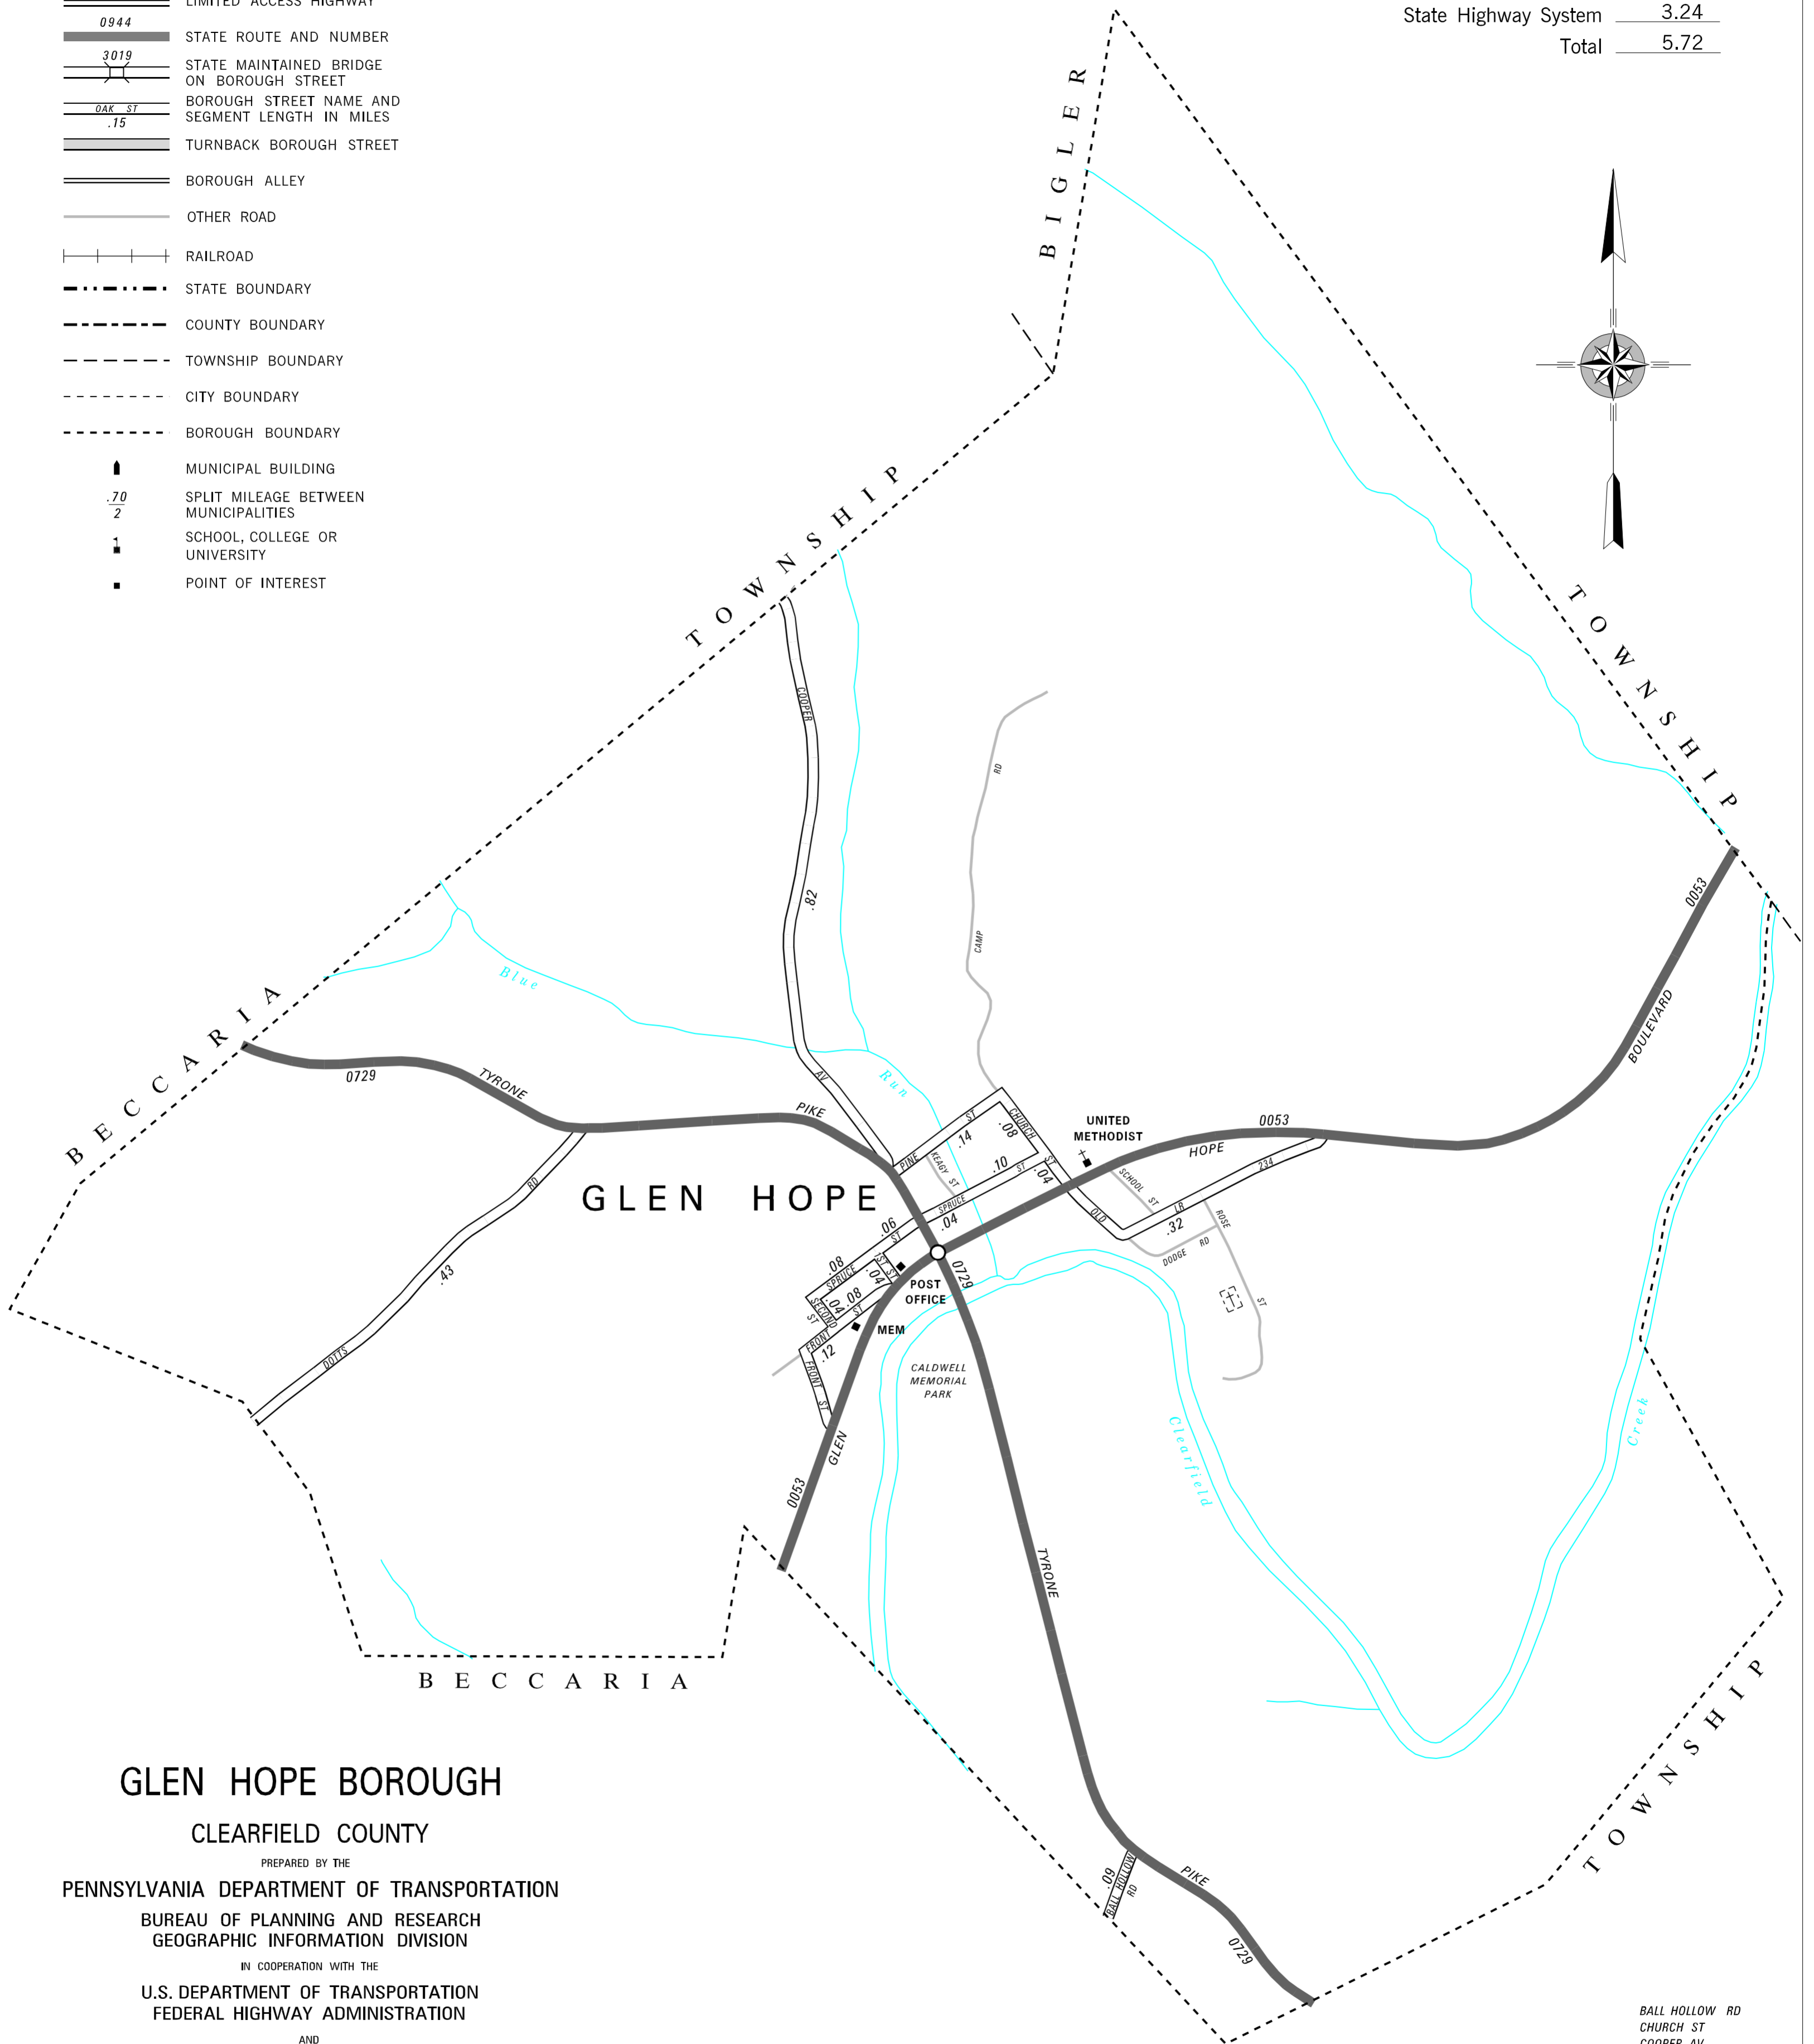 LIMITED ACCESS HIGHWAY
0944
STATE ROUTE AND NUMBER
3019
STATE MAINTAINED BRIDGE
ON BOROUGH STREET
OAK ST
.15
BOROUGH STREET NAME AND
SEGMENT LENGTH IN MILES
TURNBACK BOROUGH STREET
BOROUGH ALLEY
OTHER ROAD
RAILROAD
STATE BOUNDARY
COUNTY BOUNDARY
TOWNSHIP BOUNDARY
CITY BOUNDARY
BOROUGH BOUNDARY
MUNICIPAL BUILDING
.70
2
SPLIT MILEAGE BETWEEN
MUNICIPALITIES
SCHOOL, COLLEGE OR
UNIVERSITY
POINT OF INTEREST
State Highway System 3.24
Total 5.72
BIGLER
TOWNSHIP
TOWNSHIP
BECCARIA
COOPER
.82
AV
RD
CAMP
Blue
Run
0729
TYRONE
PIKE
0053
BOULEVARD
0053
HOPE
UNITED
METHODIST
PINE ST
.14
CHURCH ST
.08
.10
.04
KEAGY ST
SPRUCE ST
.04
.06
SCHOOL ST
OLD LR 234
.32
ROSE ST
DODGE RD
GLEN HOPE
DOTTS RD
.43
SPRUCE ST
.08
1ST ST
.04
.04
.08
SECOND ST
FRONT ST
.12
FRONT ST
POST
OFFICE
MEM
0729
CALDWELL
MEMORIAL
PARK
GLEN
0053
Clearfield
Creek
TYRONE
BECCARIA
TOWNSHIP
.09
BALL HOLLOW
RD
PIKE
0729
GLEN HOPE BOROUGH
CLEARFIELD COUNTY
PREPARED BY THE
PENNSYLVANIA DEPARTMENT OF TRANSPORTATION
BUREAU OF PLANNING AND RESEARCH
GEOGRAPHIC INFORMATION DIVISION
IN COOPERATION WITH THE
U.S. DEPARTMENT OF TRANSPORTATION
FEDERAL HIGHWAY ADMINISTRATION
AND
BALL HOLLOW RD
CHURCH ST
COOPER AV